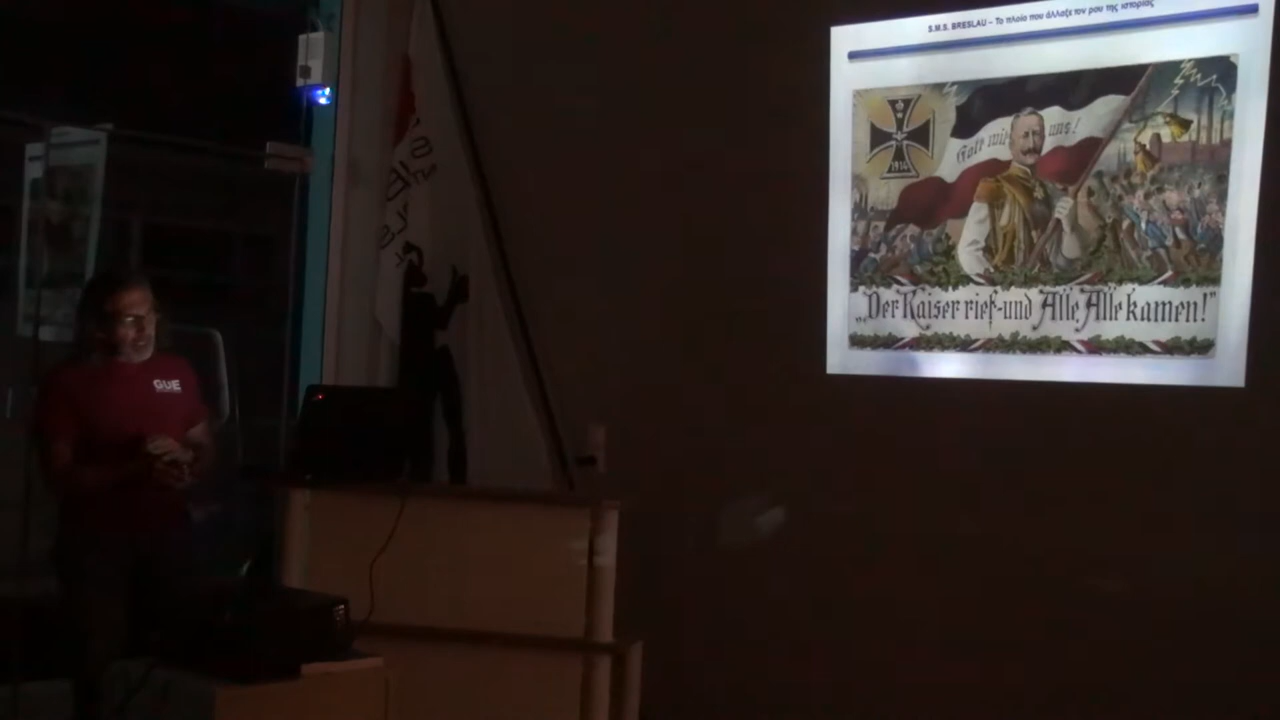 S.M.S. BRESLAU – Το πλοίο που άλλαξε τον ρου της ιστορίας
Gott mit uns!
1914
„Der Kaiser rief-und Alle, Alle kamen!"
GUE